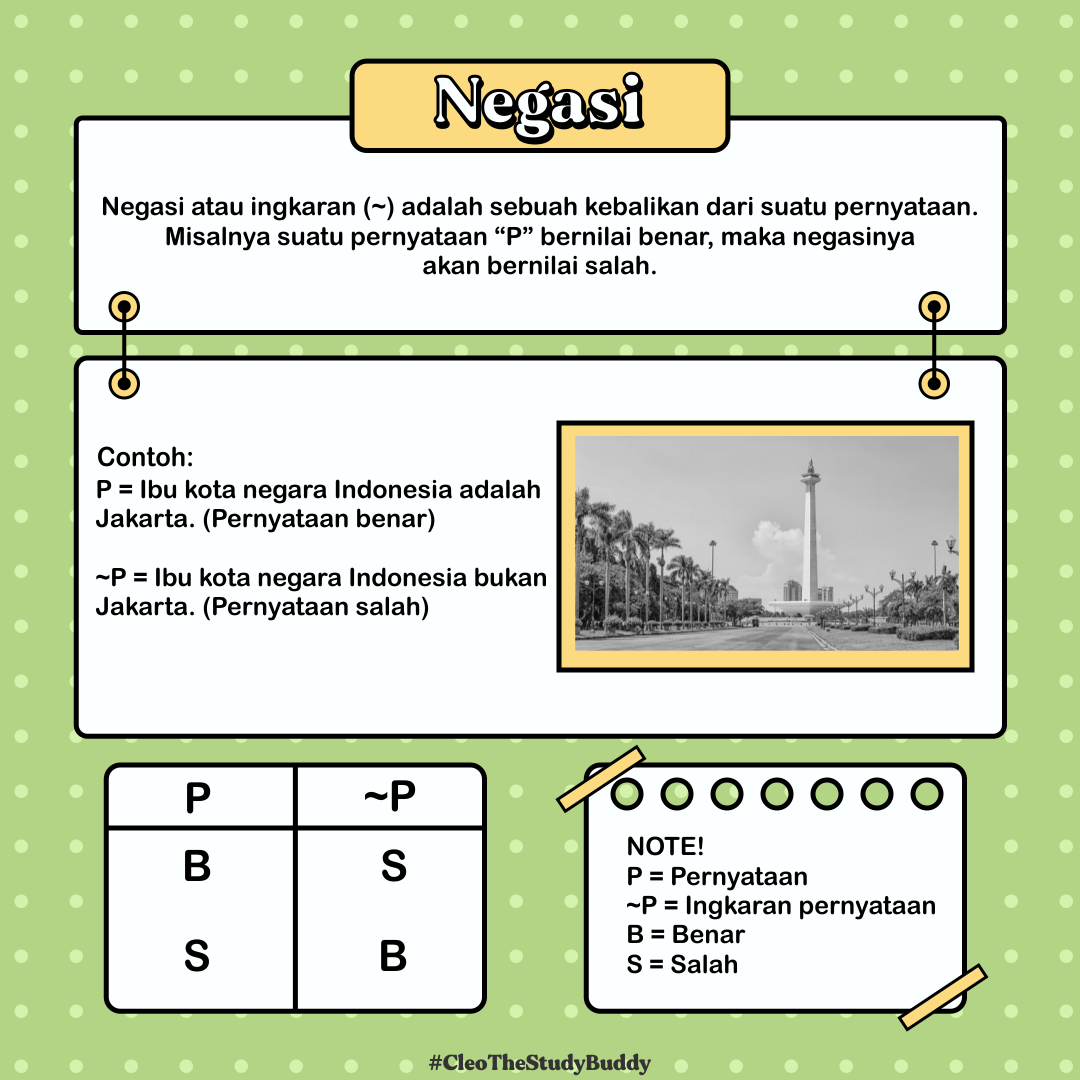 Negasi
Negasi atau ingkaran (~) adalah sebuah kebalikan dari suatu pernyataan.
Misalnya suatu pernyataan “P” bernilai benar, maka negasinya
akan bernilai salah.
Contoh:
P = Ibu kota negara Indonesia adalah
Jakarta. (Pernyataan benar)
~P = Ibu kota negara Indonesia bukan
Jakarta. (Pernyataan salah)
P ~P
B S
S B
NOTE!
P = Pernyataan
~P = Ingkaran pernyataan
B = Benar
S = Salah
#CleoTheStudyBuddy